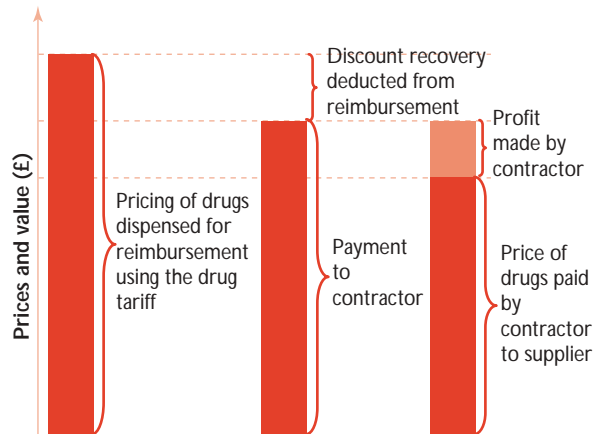 Prices and value (£)
Pricing of drugs
dispensed for
reimbursement
using the drug
tariff
Discount recovery
deducted from
reimbursement
Payment
to
contractor
Profit
made by
contractor
Price of
drugs paid
by
contractor
to supplier